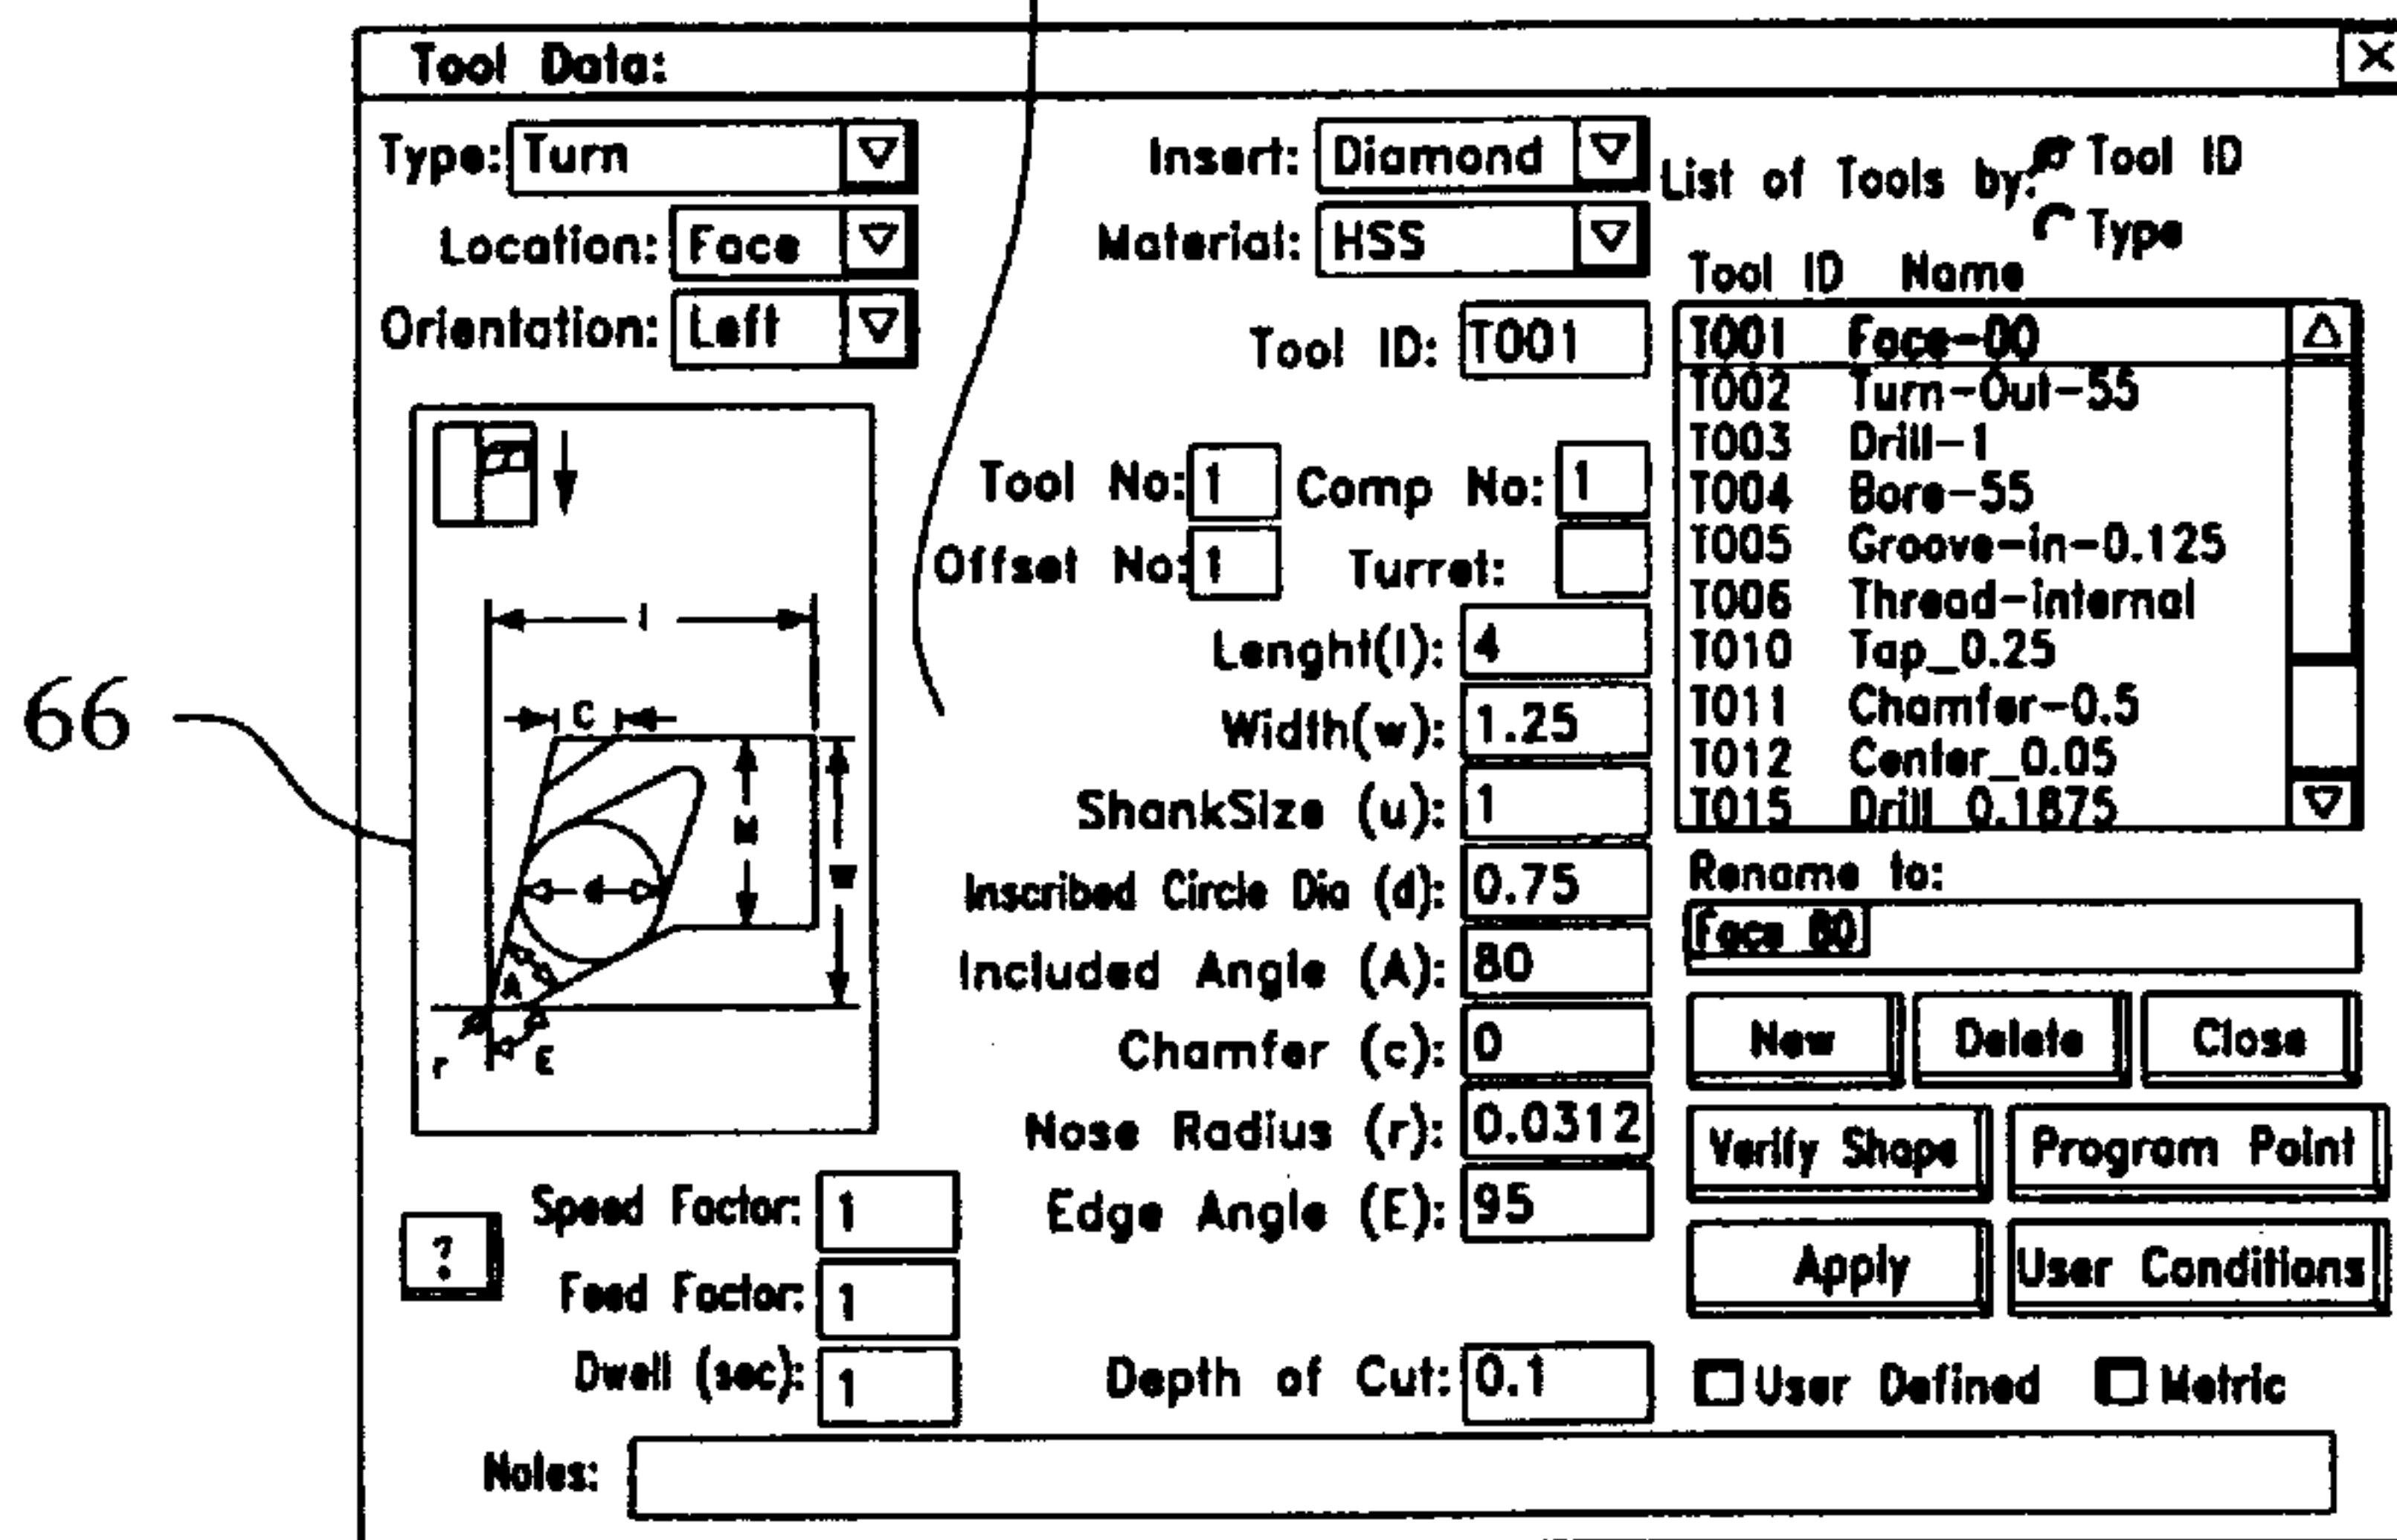 Tool Data:
Type: Turn
Insert: Diamond
List of Tools by: Tool ID
Type
Location: Face
Material: HSS
Tool ID Name
Orientation: Left
Tool ID: T001
T001 Face-00
T002 Turn-Out-55
T003 Drill-1
T004 Bore-55
T005 Groove-in-0.125
T006 Thread-internal
T010 Tap_0.25
T011 Chamfer-0.5
T012 Center_0.05
T015 Drill_0.1875
Tool No: 1 Comp No: 1
Offset No: 1 Turret:
Lenght(l): 4
Width(w): 1.25
ShankSize (u): 1
Inscribed Circle Dia (d): 0.75
Included Angle (A): 80
Chamfer (c): 0
Nose Radius (r): 0.0312
Edge Angle (E): 95
66
l
C
d
A
r E
Rename to:
Face 80
New Delete Close
Verify Shape Program Point
Apply User Conditions
? Speed Factor: 1
Feed Factor: 1
Dwell (sec): 1
Depth of Cut: 0.1
User Defined Metric
Notes: